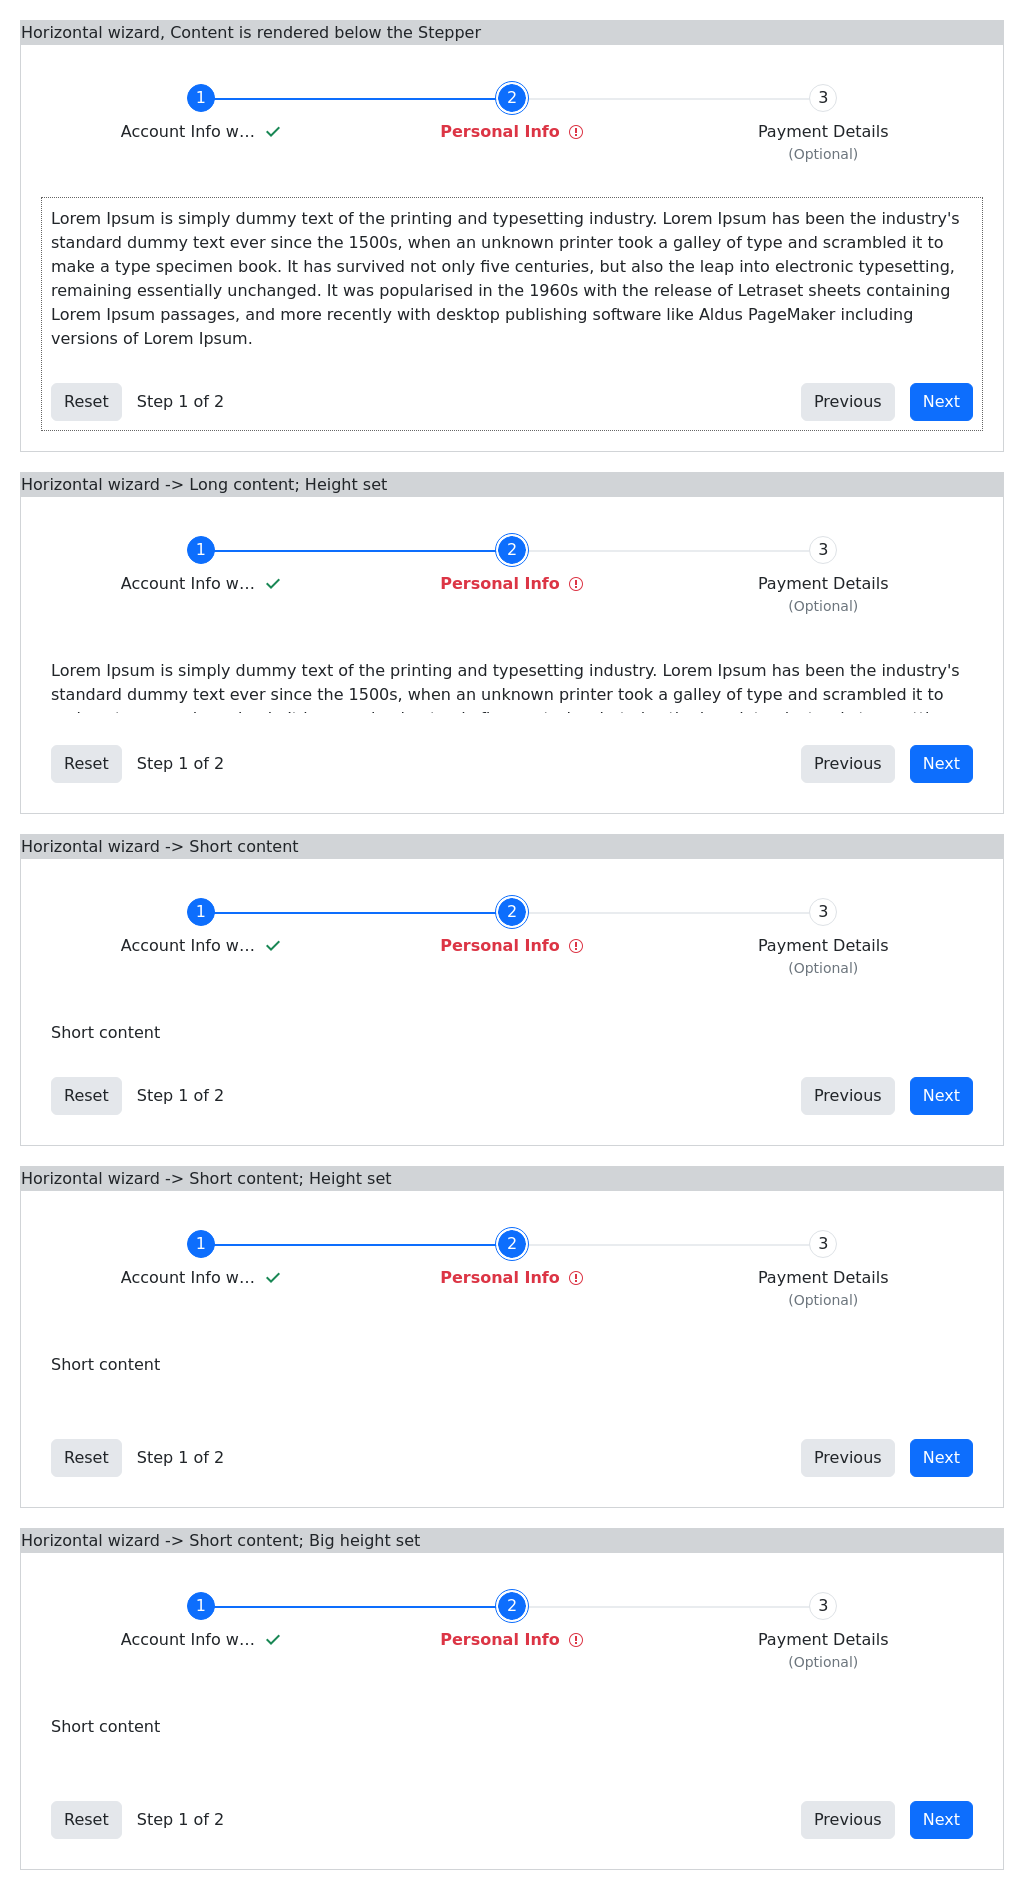 Horizontal wizard, Content is rendered below the Stepper
1 2 3
Account Info w... Personal Info Payment Details
(Optional)
Lorem Ipsum is simply dummy text of the printing and typesetting industry. Lorem Ipsum has been the industry's
standard dummy text ever since the 1500s, when an unknown printer took a galley of type and scrambled it to
make a type specimen book. It has survived not only five centuries, but also the leap into electronic typesetting,
remaining essentially unchanged. It was popularised in the 1960s with the release of Letraset sheets containing
Lorem Ipsum passages, and more recently with desktop publishing software like Aldus PageMaker including
versions of Lorem Ipsum.
Reset Step 1 of 2 Previous Next
Horizontal wizard -> Long content; Height set
1 2 3
Account Info w... Personal Info Payment Details
(Optional)
Lorem Ipsum is simply dummy text of the printing and typesetting industry. Lorem Ipsum has been the industry's
standard dummy text ever since the 1500s, when an unknown printer took a galley of type and scrambled it to
Reset Step 1 of 2 Previous Next
Horizontal wizard -> Short content
1 2 3
Account Info w... Personal Info Payment Details
(Optional)
Short content
Reset Step 1 of 2 Previous Next
Horizontal wizard -> Short content; Height set
1 2 3
Account Info w... Personal Info Payment Details
(Optional)
Short content
Reset Step 1 of 2 Previous Next
Horizontal wizard -> Short content; Big height set
1 2 3
Account Info w... Personal Info Payment Details
(Optional)
Short content
Reset Step 1 of 2 Previous Next